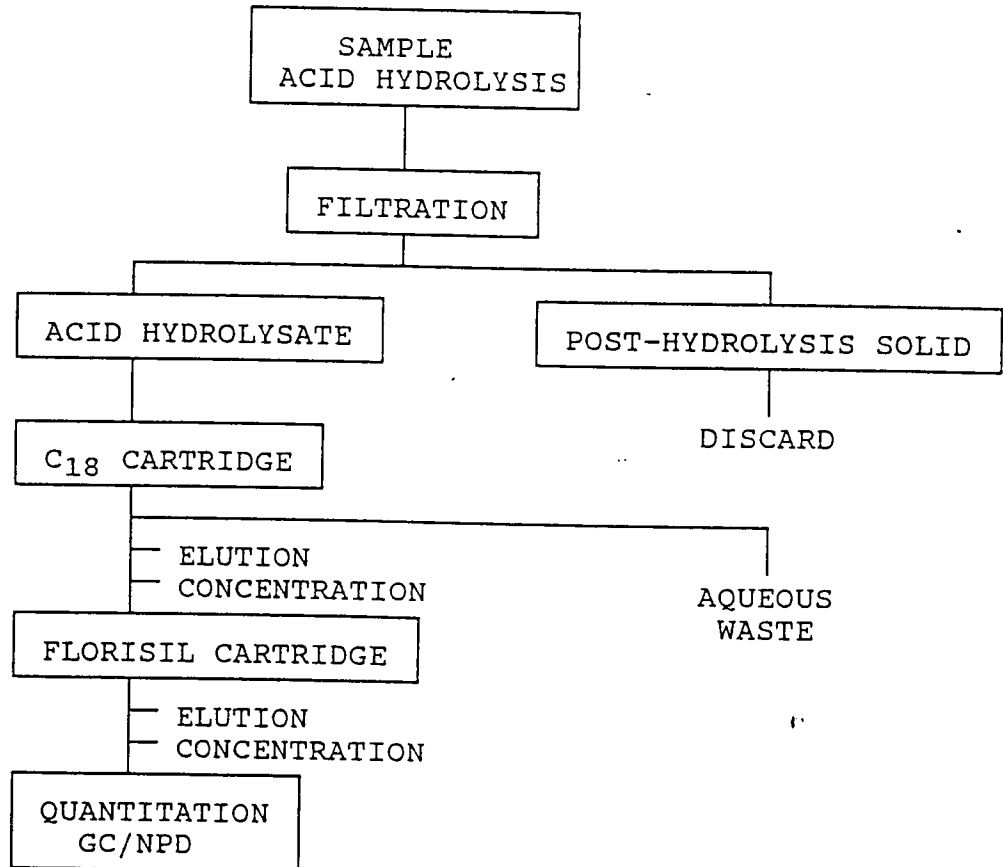 SAMPLE
ACID HYDROLYSIS
FILTRATION
ACID HYDROLYSATE
POST-HYDROLYSIS SOLID
DISCARD
C18 CARTRIDGE
ELUTION
CONCENTRATION
AQUEOUS
WASTE
FLORISIL CARTRIDGE
ELUTION
CONCENTRATION
QUANTITATION
GC/NPD